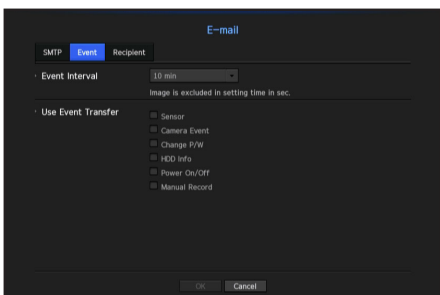 E-mail
SMTP Event Recipient
Event Interval 10 min
Image is excluded in setting time in sec.
Use Event Transfer
Sensor
Camera Event
Change P/W
HDD Info
Power On/Off
Manual Record
OK Cancel